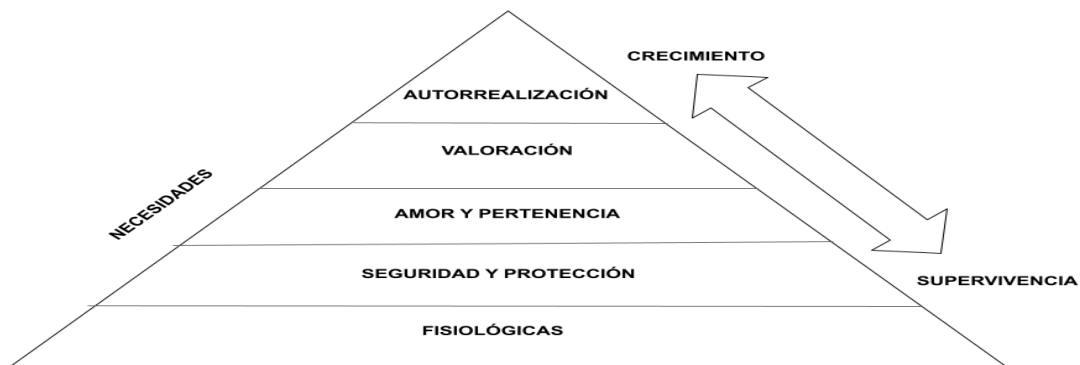 CRECIMIENTO
AUTORREALIZACIÓN
VALORACIÓN
NECESIDADES
AMOR Y PERTENENCIA
SEGURIDAD Y PROTECCIÓN
SUPERVIVENCIA
FISIOLÓGICAS